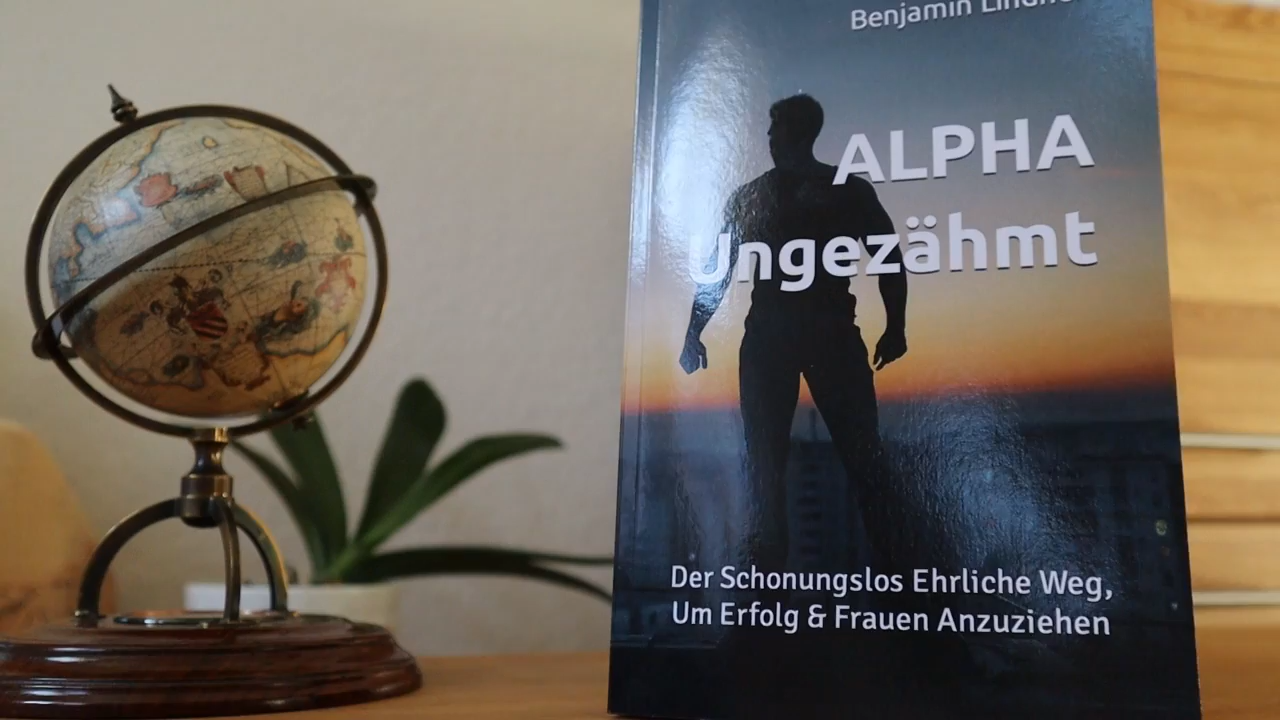 Benjamin
ALPHA
ungezähmt
Der Schonungslos Ehrliche Weg,
Um Erfolg & Frauen Anzuziehen